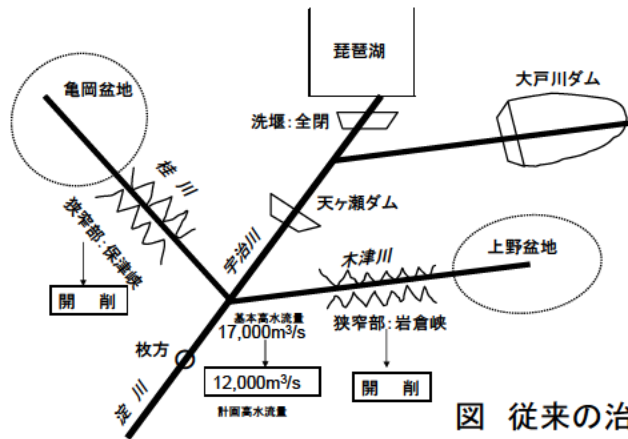 琵琶湖
亀岡盆地
大戸川ダム
洗堰:全閉
桂川
天ヶ瀬ダム
狭窄部:保津峡
宇治川
木津川
上野盆地
開 削
基本高水流量
17,000m³/s
狭窄部:岩倉峡
枚方
12,000m³/s
開 削
淀川
計画高水流量
図 従来の治